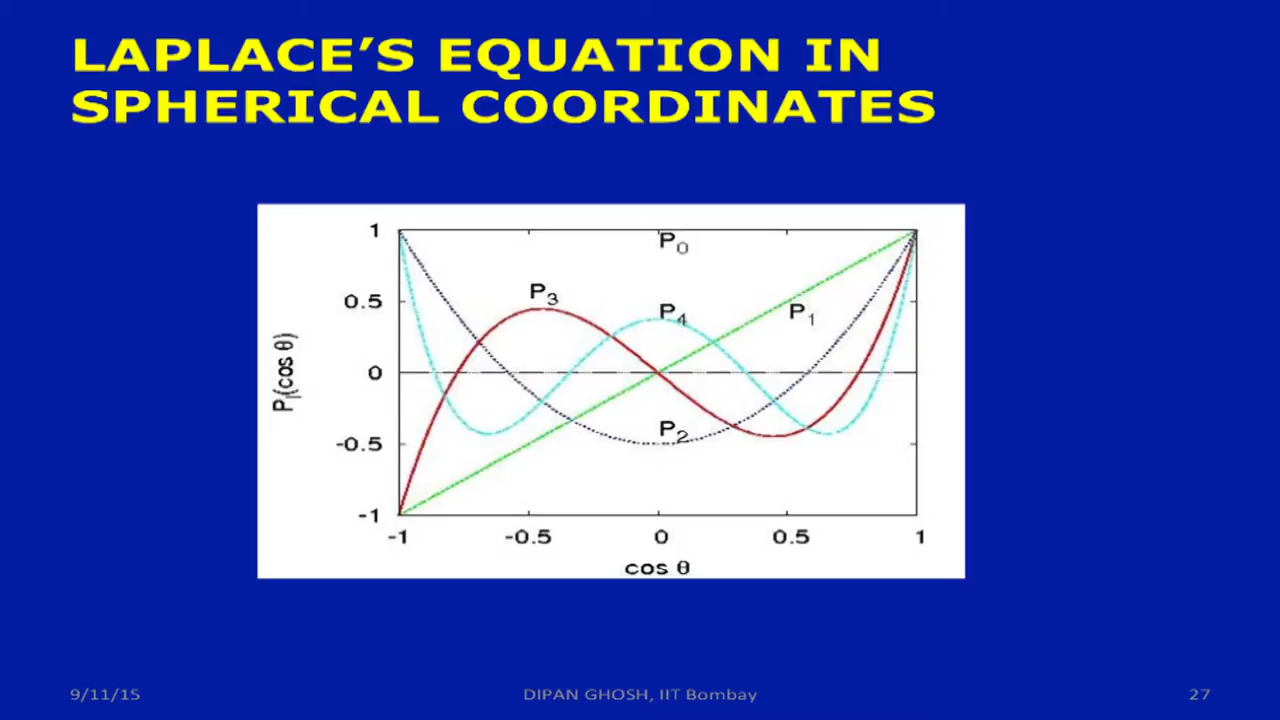 LAPLACE’S EQUATION IN
SPHERICAL COORDINATES
1
P0
P3
0.5
P4
P1
0
Pl(cos θ)
P2
-0.5
-1
-1 -0.5 0 0.5 1
cos θ
9/11/15 DIPAN GHOSH, IIT Bombay 27